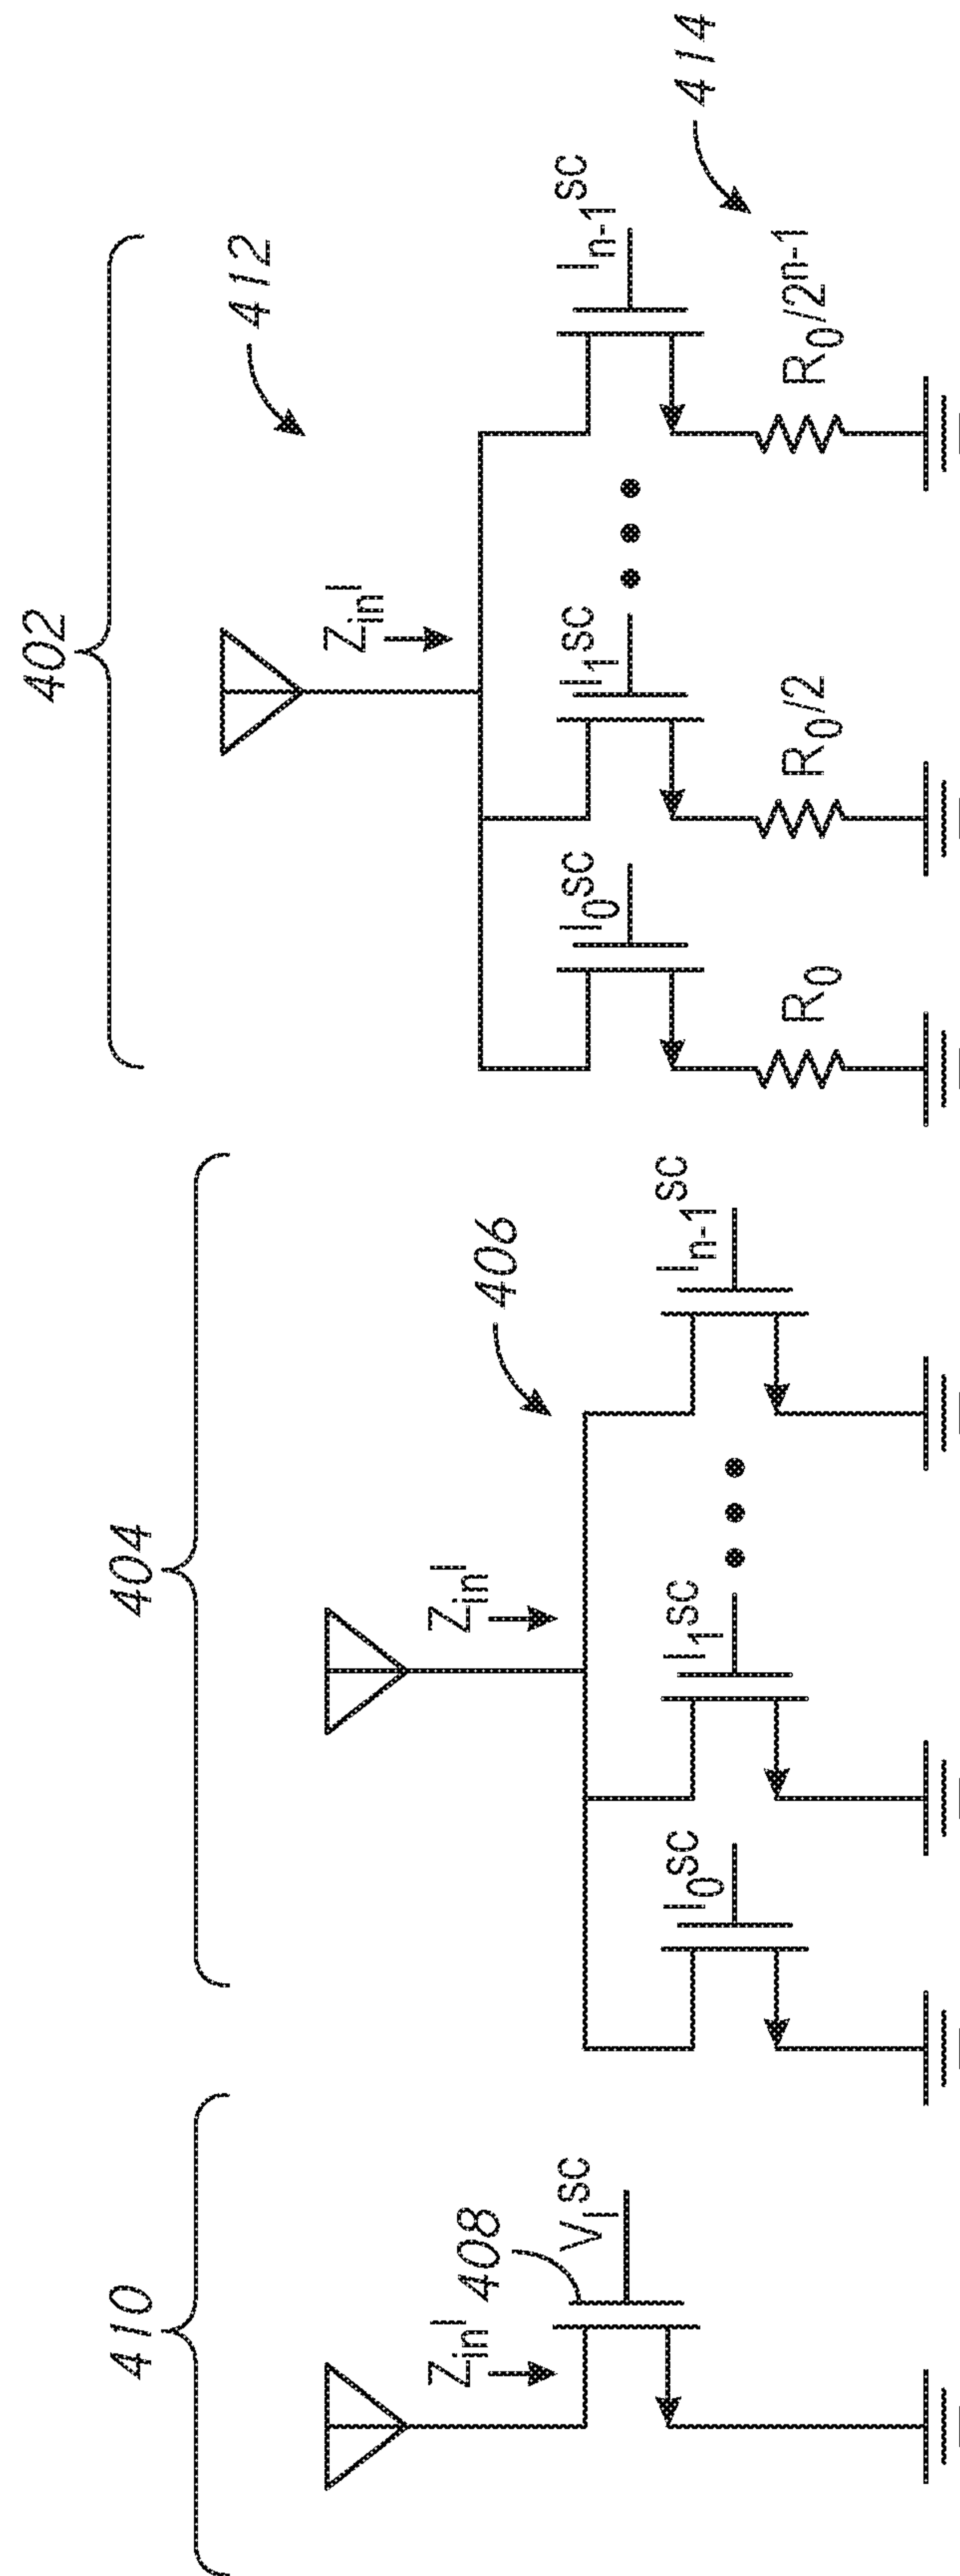 410
408
Z_in^I
V_I^SC
404
406
Z_in^I
I_0^SC
I_1^SC
I_n-1^SC
402
412
Z_in^I
I_0^SC
I_1^SC
I_n-1^SC
414
R_0
R_0/2
R_0/2^n-1